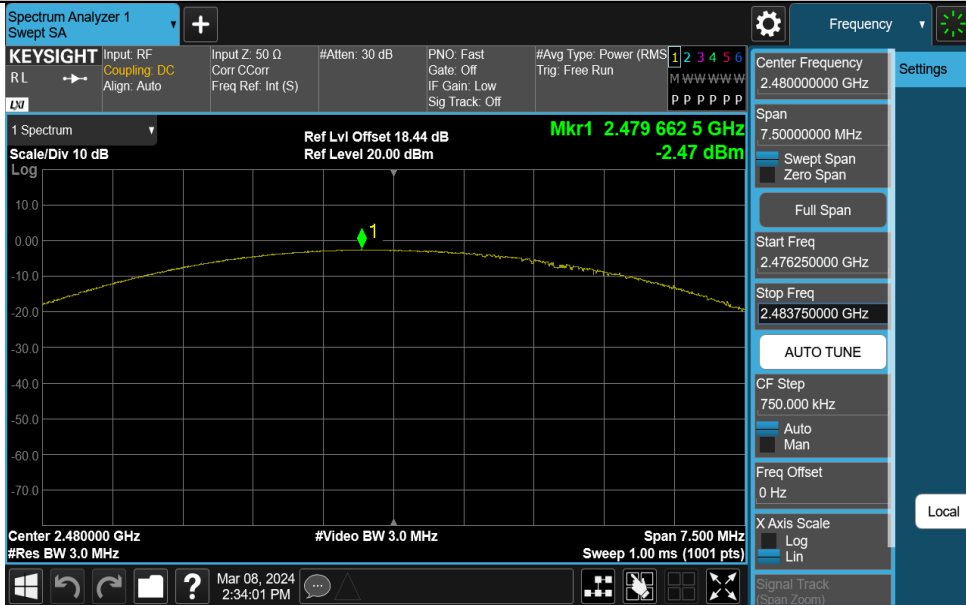 Spectrum Analyzer 1
Swept SA
+
Frequency
KEYSIGHT
R L
LXI
Input: RF
Coupling: DC
Align: Auto
Input Z: 50 Ω
Corr CCorr
Freq Ref: Int (S)
#Atten: 30 dB
PNO: Fast
Gate: Off
IF Gain: Low
Sig Track: Off
#Avg Type: Power (RMS
Trig: Free Run
1 2 3 4 5 6
M W W W W W
P P P P P P
1 Spectrum
Scale/Div 10 dB
Log
Ref Lvl Offset 18.44 dB
Ref Level 20.00 dBm
Mkr1 2.479 662 5 GHz
-2.47 dBm
1
10.0
0.00
-10.0
-20.0
-30.0
-40.0
-50.0
-60.0
-70.0
Center 2.480000 GHz
#Res BW 3.0 MHz
#Video BW 3.0 MHz
Span 7.500 MHz
Sweep 1.00 ms (1001 pts)
Center Frequency
2.480000000 GHz
Span
7.50000000 MHz
Swept Span
Zero Span
Full Span
Start Freq
2.476250000 GHz
Stop Freq
2.483750000 GHz
AUTO TUNE
CF Step
750.000 kHz
Auto
Man
Freq Offset
0 Hz
X Axis Scale
Log
Lin
Signal Track
(Span Zoom)
Settings
Local
?
Mar 08, 2024
2:34:01 PM